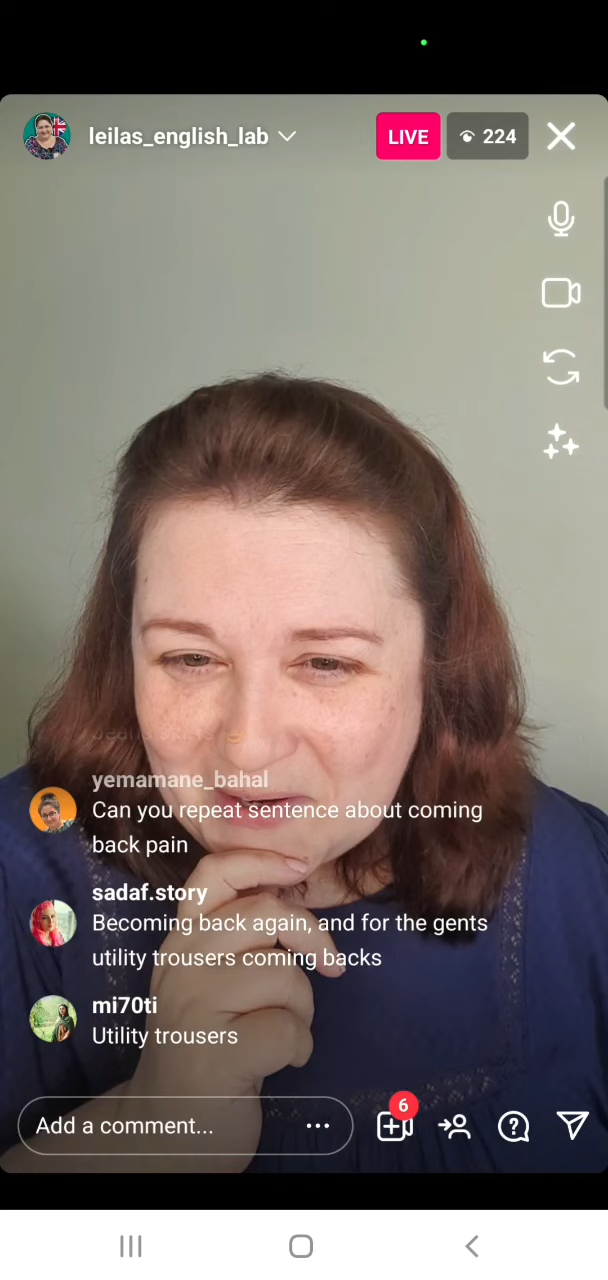 leilas_english_lab
LIVE
224
yemamane_bahal
Can you repeat sentence about coming
back pain
sadaf.story
Becoming back again, and for the gents
utility trousers coming backs
mi70ti
Utility trousers
Add a comment...
6